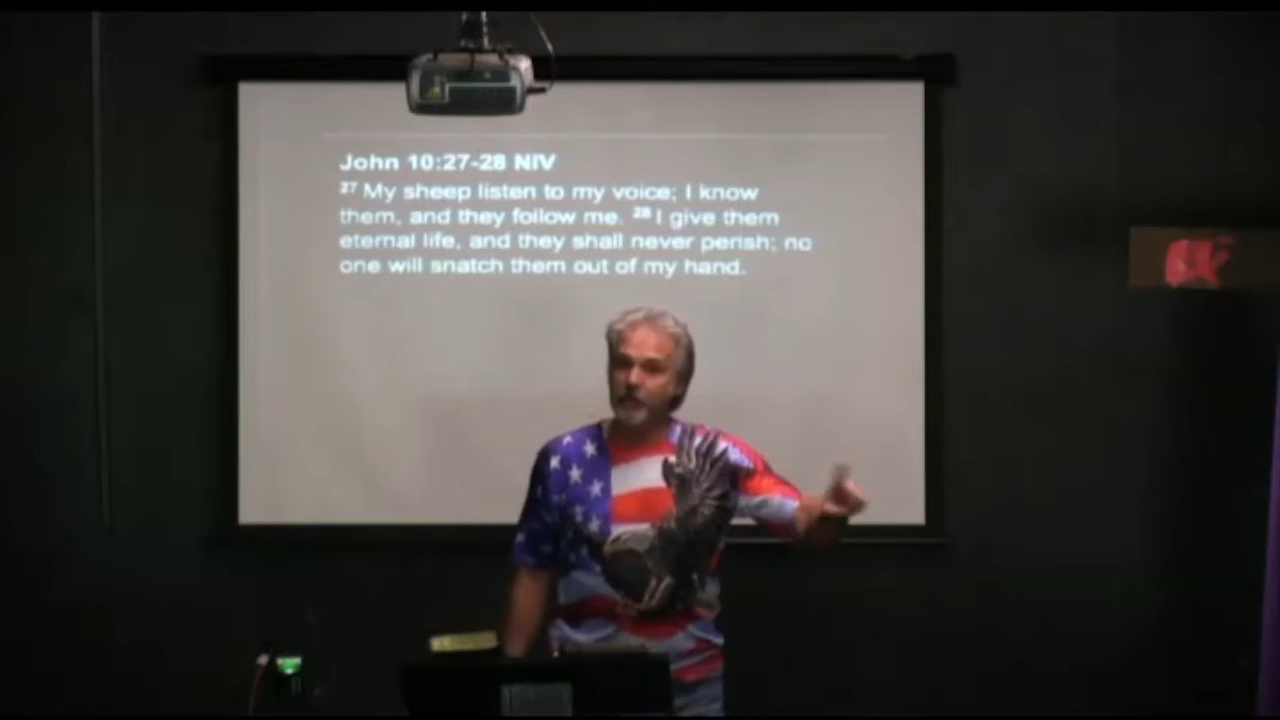 John 10:27-28 NIV
27 My sheep listen to my voice; I know
them, and they follow me. 28 I give them
eternal life, and they shall never perish; no
one will snatch them out of my hand.